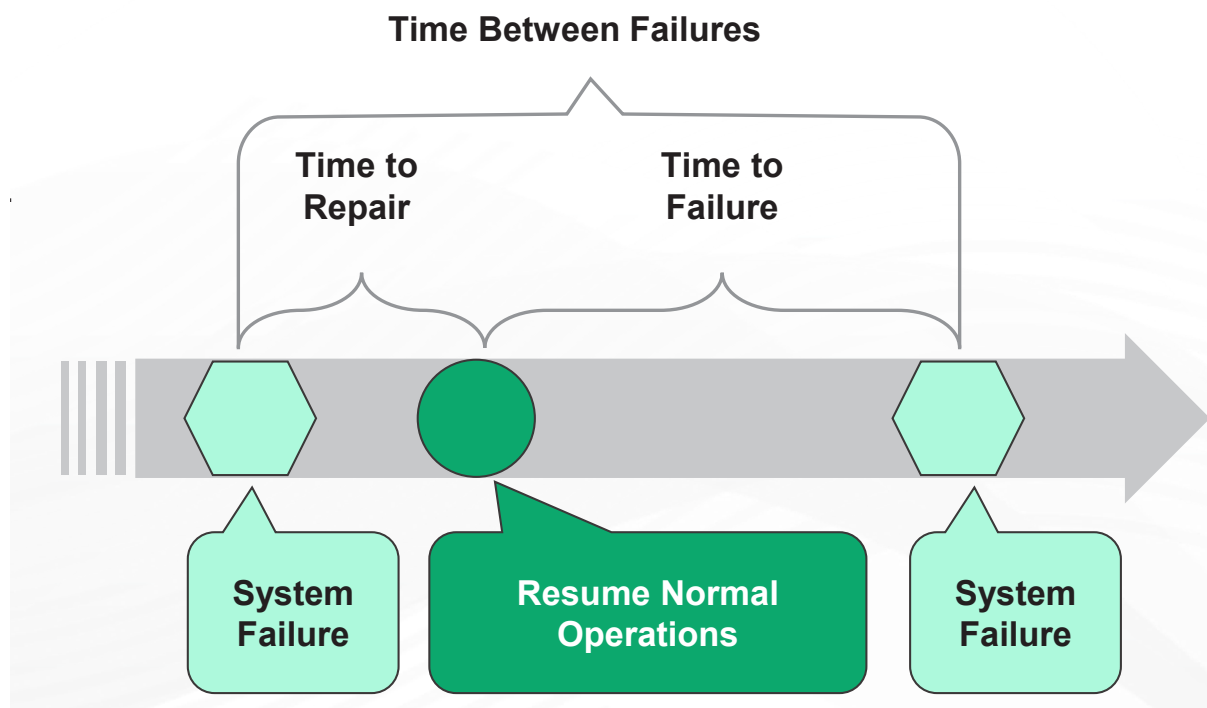 Time Between Failures
Time to
Repair
Time to
Failure
System
Failure
Resume Normal
Operations
System
Failure